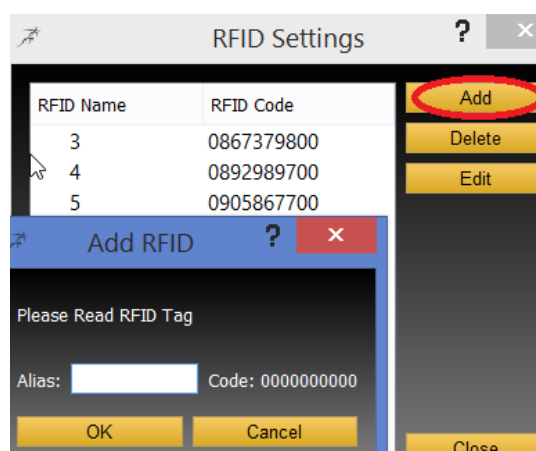 RFID Settings ? ×
RFID Name RFID Code Add
3 0867379800 Delete
4 0892989700 Edit
5 0905867700
Add RFID ? ×
Please Read RFID Tag
Alias: Code: 0000000000
OK Cancel
Close